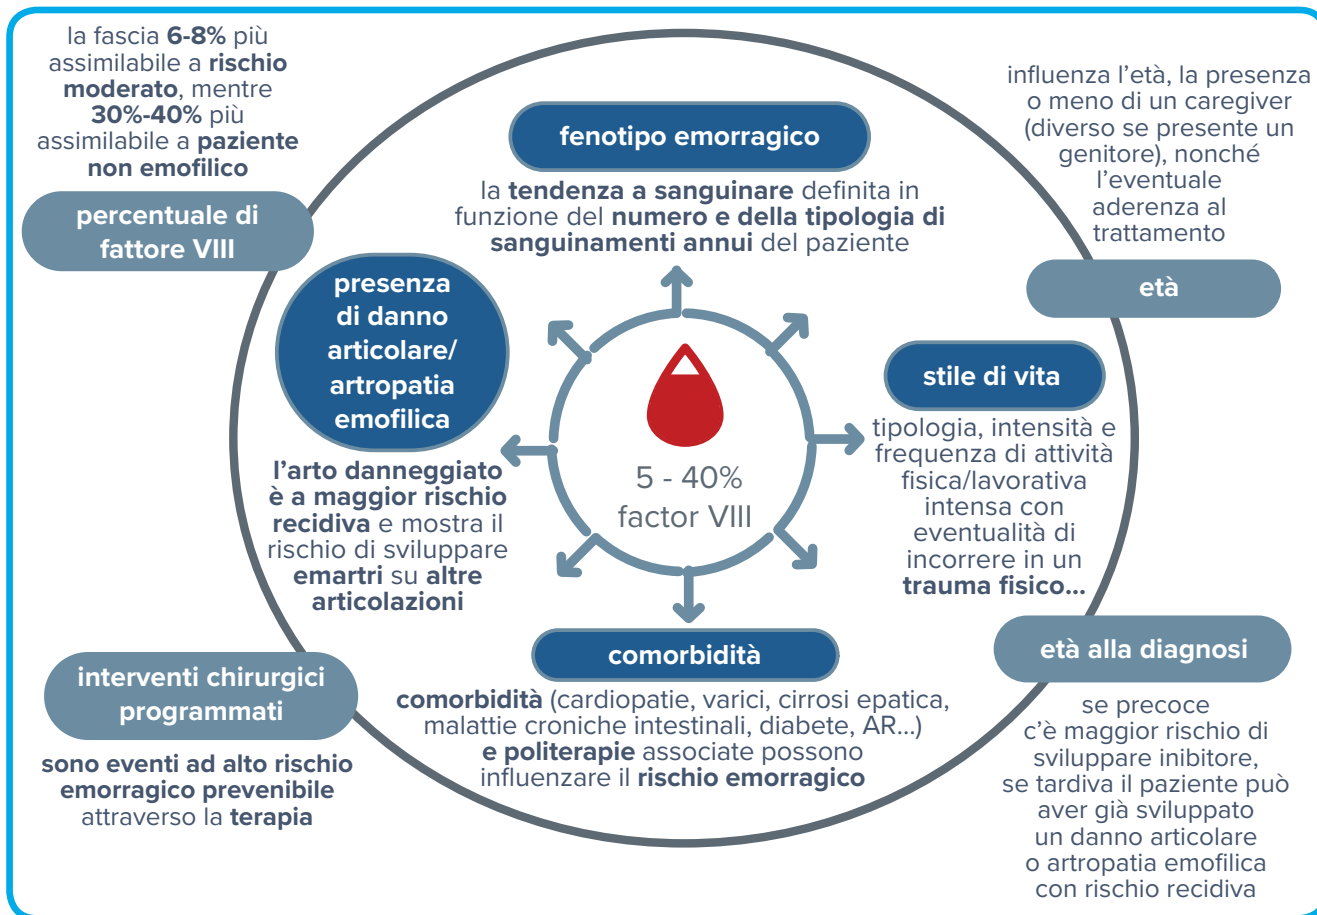 la fascia 6-8% più
assimilabile a rischio
moderato, mentre
30%-40% più
assimilabile a paziente
non emofilico
percentuale di
fattore VIII
fenotipo emorragico
la tendenza a sanguinare definita in
funzione del numero e della tipologia di
sanguinamenti annui del paziente
influenza l’età, la presenza
o meno di un caregiver
(diverso se presente un
genitore), nonché
l’eventuale
aderenza al
trattamento
età
presenza
di danno
articolare/
artropatia
emofilica
l’arto danneggiato
è a maggior rischio
recidiva e mostra il
rischio di sviluppare
emartri su altre
articolazioni
5 - 40%
factor VIII
stile di vita
tipologia, intensità e
frequenza di attività
fisica/lavorativa
intensa con
eventualità di
incorrere in un
trauma fisico...
interventi chirurgici
programmati
sono eventi ad alto rischio
emorragico prevenibile
attraverso la terapia
comorbidità
comorbidità (cardiopatie, varici, cirrosi epatica,
malattie croniche intestinali, diabete, AR...)
e politerapie associate possono
influenzare il rischio emorragico
età alla diagnosi
se precoce
c’è maggior rischio di
sviluppare inibitore,
se tardiva il paziente può
aver già sviluppato
un danno articolare
o artropatia emofilica
con rischio recidiva